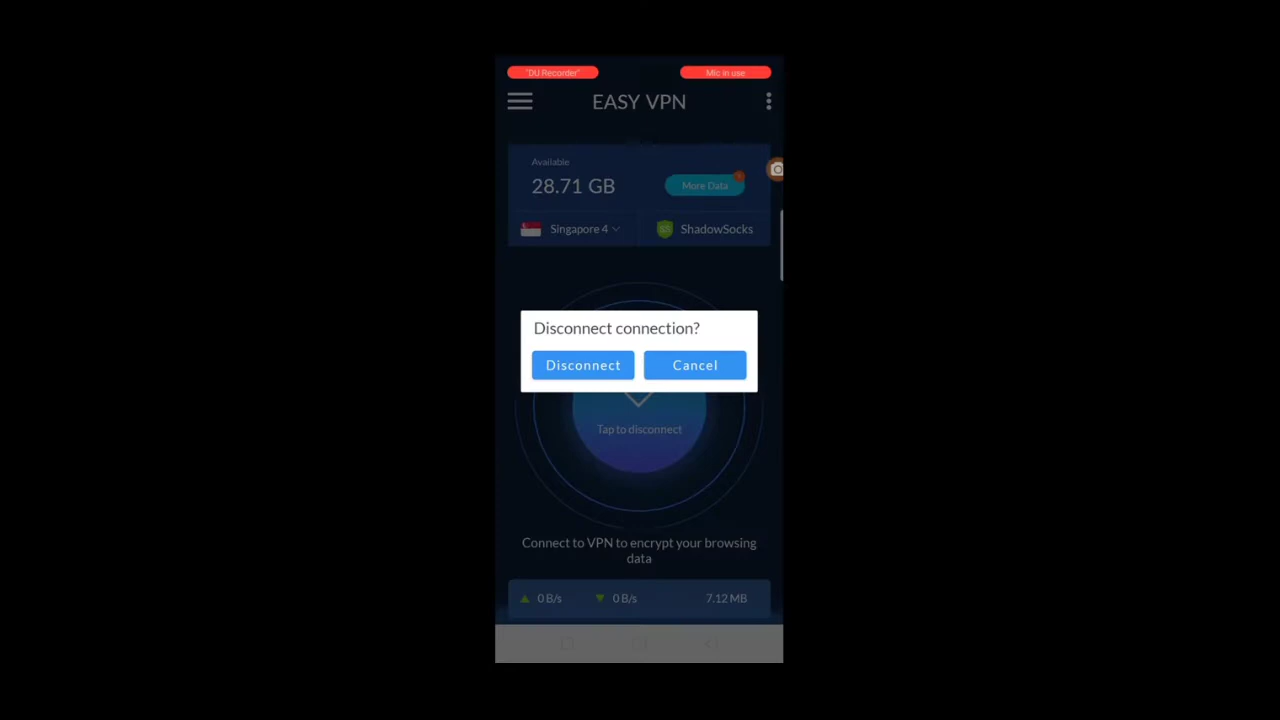 "DU Recorder"
Mic in use
EASY VPN
Available
28.71 GB
More Data
Singapore 4
ShadowSocks
Disconnect connection?
Disconnect
Cancel
Tap to disconnect
Connect to VPN to encrypt your browsing
data
0 B/s
0 B/s
7.12 MB